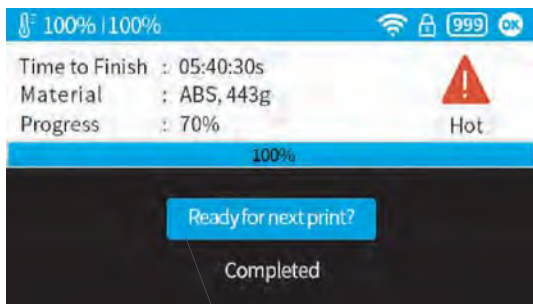 100% | 100% 999 OK
Time to Finish : 05:40:30s
Material : ABS, 443g
Progress : 70%
Hot
100%
Ready for next print?
Completed